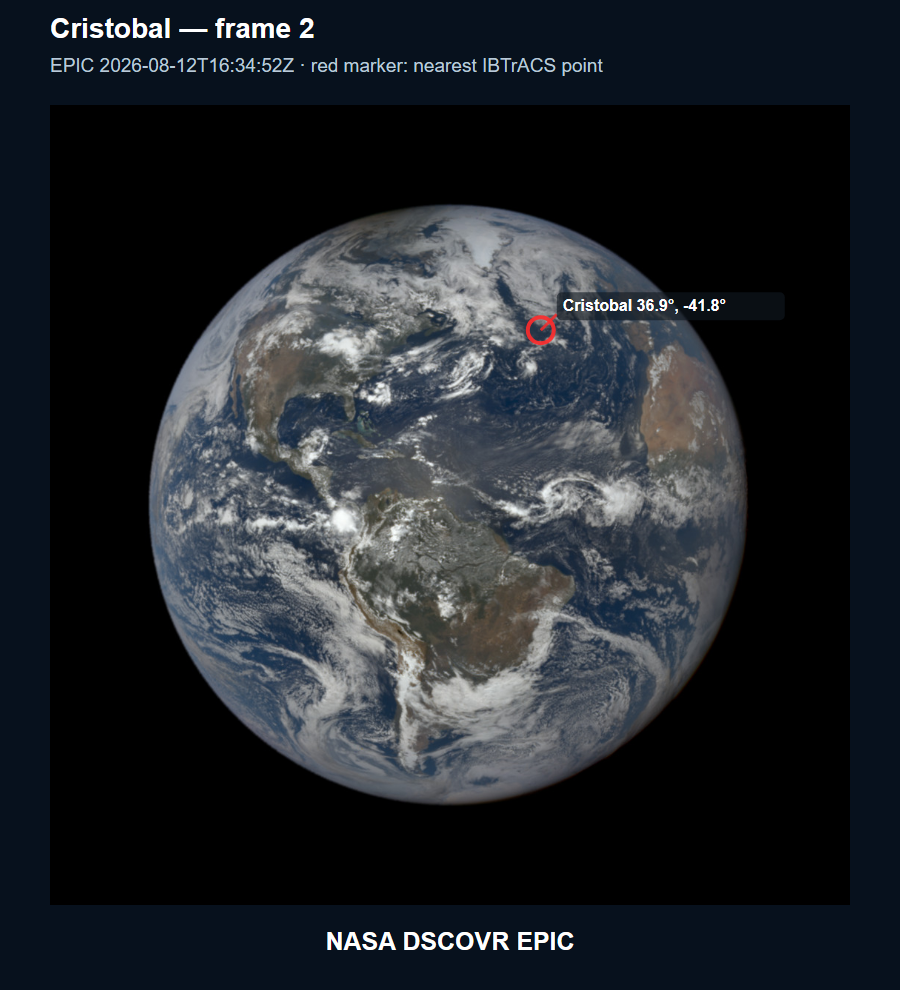 Cristobal — frame 2
EPIC 2026-08-12T16:34:52Z · red marker: nearest IBTrACS point
Cristobal 36.9°, -41.8°
NASA DSCOVR EPIC